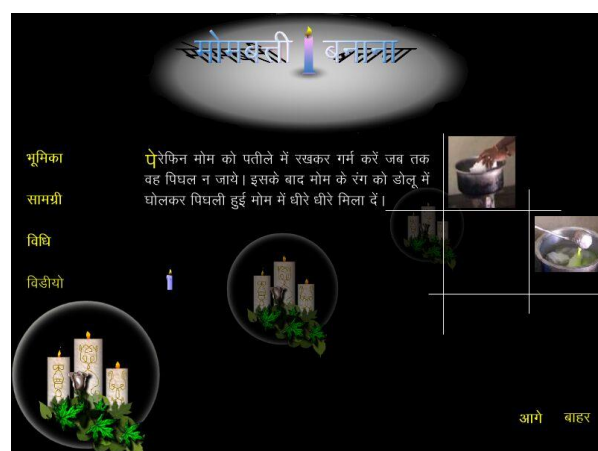 मोमबत्ती बनाना
भूमिका
सामग्री
विधि
विडीयो
पेरेफिन मोम को पतीले में रखकर गर्म करें जब तक
वह पिघल न जाये। इसके बाद मोम के रंग को डोलू में
घोलकर पिघली हुई मोम में धीरे धीरे मिला दें।
आगे बाहर